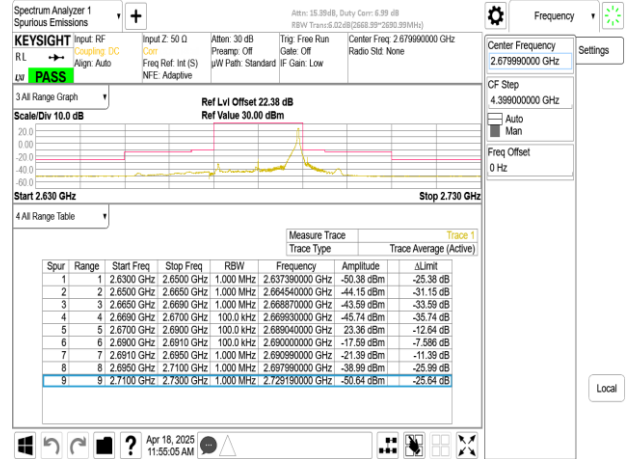 Spectrum Analyzer 1
Spurious Emissions
Attn: 15.39dB, Duty Corr: 6.99 dB
RBW Trans:6.02dB(2668.99~2690.99MHz)
Frequency
KEYSIGHT
RL
PASS
Input: RF
Coupling: DC
Align: Auto
Input Z: 50 Ω
Corr
Freq Ref: Int (S)
NFE: Adaptive
Atten: 30 dB
Preamp: Off
µW Path: Standard
Trig: Free Run
Gate: Off
IF Gain: Low
Center Freq: 2.679990000 GHz
Radio Std: None
Center Frequency
2.679990000 GHz
Settings
CF Step
4.399000000 GHz
Auto
Man
Freq Offset
0 Hz
Local
3 All Range Graph
Scale/Div 10.0 dB
Ref Lvl Offset 22.38 dB
Ref Value 30.00 dBm
20.0
0.00
-20.0
-40.0
-60.0
Start 2.630 GHz
Stop 2.730 GHz
4 All Range Table
Measure Trace Trace 1
Trace Type Trace Average (Active)
Spur Range Start Freq Stop Freq RBW Frequency Amplitude ΔLimit
1 1 2.6300 GHz 2.6500 GHz 1.000 MHz 2.637390000 GHz -50.38 dBm -25.38 dB
2 2 2.6500 GHz 2.6650 GHz 1.000 MHz 2.664540000 GHz -44.15 dBm -31.15 dB
3 3 2.6650 GHz 2.6690 GHz 1.000 MHz 2.668870000 GHz -43.59 dBm -33.59 dB
4 4 2.6690 GHz 2.6700 GHz 100.0 kHz 2.669930000 GHz -45.74 dBm -35.74 dB
5 5 2.6700 GHz 2.6900 GHz 100.0 kHz 2.689040000 GHz 23.36 dBm -12.64 dB
6 6 2.6900 GHz 2.6910 GHz 100.0 kHz 2.690000000 GHz -17.59 dBm -7.586 dB
7 7 2.6910 GHz 2.6950 GHz 1.000 MHz 2.690990000 GHz -21.39 dBm -11.39 dB
8 8 2.6950 GHz 2.7100 GHz 1.000 MHz 2.697990000 GHz -38.99 dBm -25.99 dB
9 9 2.7100 GHz 2.7300 GHz 1.000 MHz 2.729190000 GHz -50.64 dBm -25.64 dB
?
Apr 18, 2025
11:55:05 AM